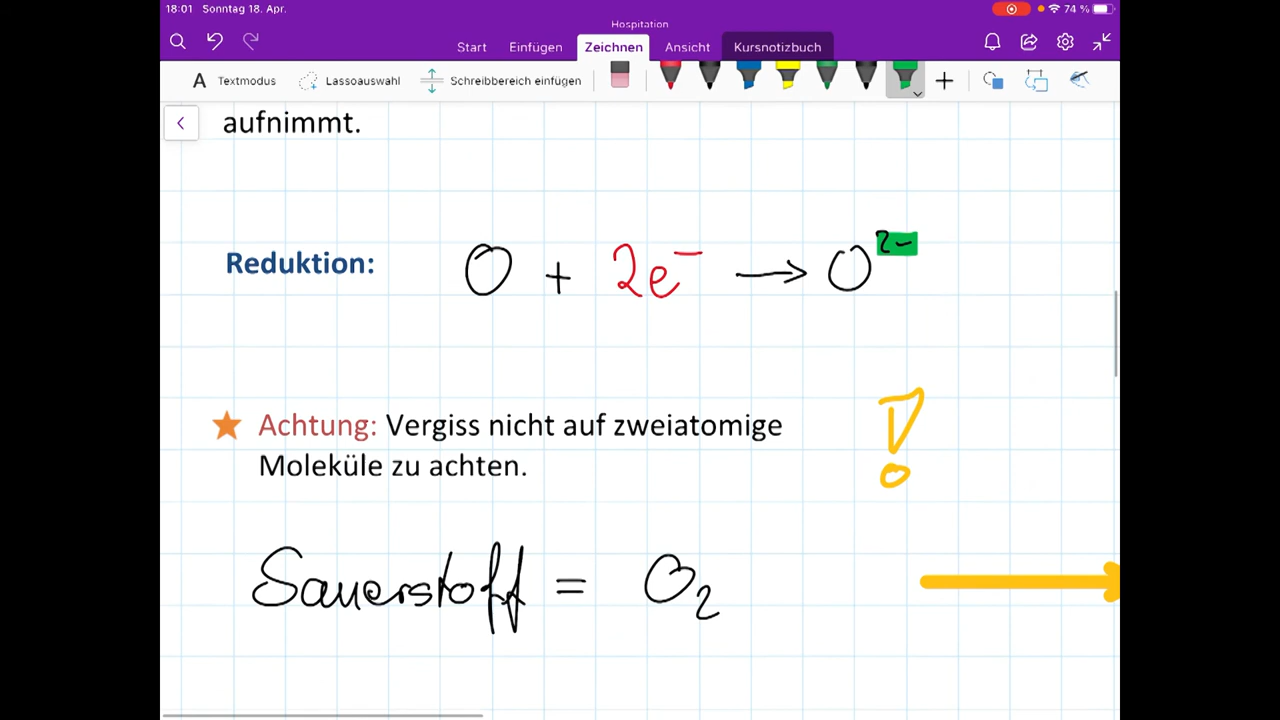 18:01 Sonntag 18. Apr.
74 %
Hospitation
Start Einfügen Zeichnen Ansicht Kursnotizbuch
A Textmodus Lassoauswahl Schreibbereich einfügen
aufnimmt.
Reduktion: O + 2e⁻ → O²⁻
Achtung: Vergiss nicht auf zweiatomige
Moleküle zu achten.
!
Sauerstoff = O₂